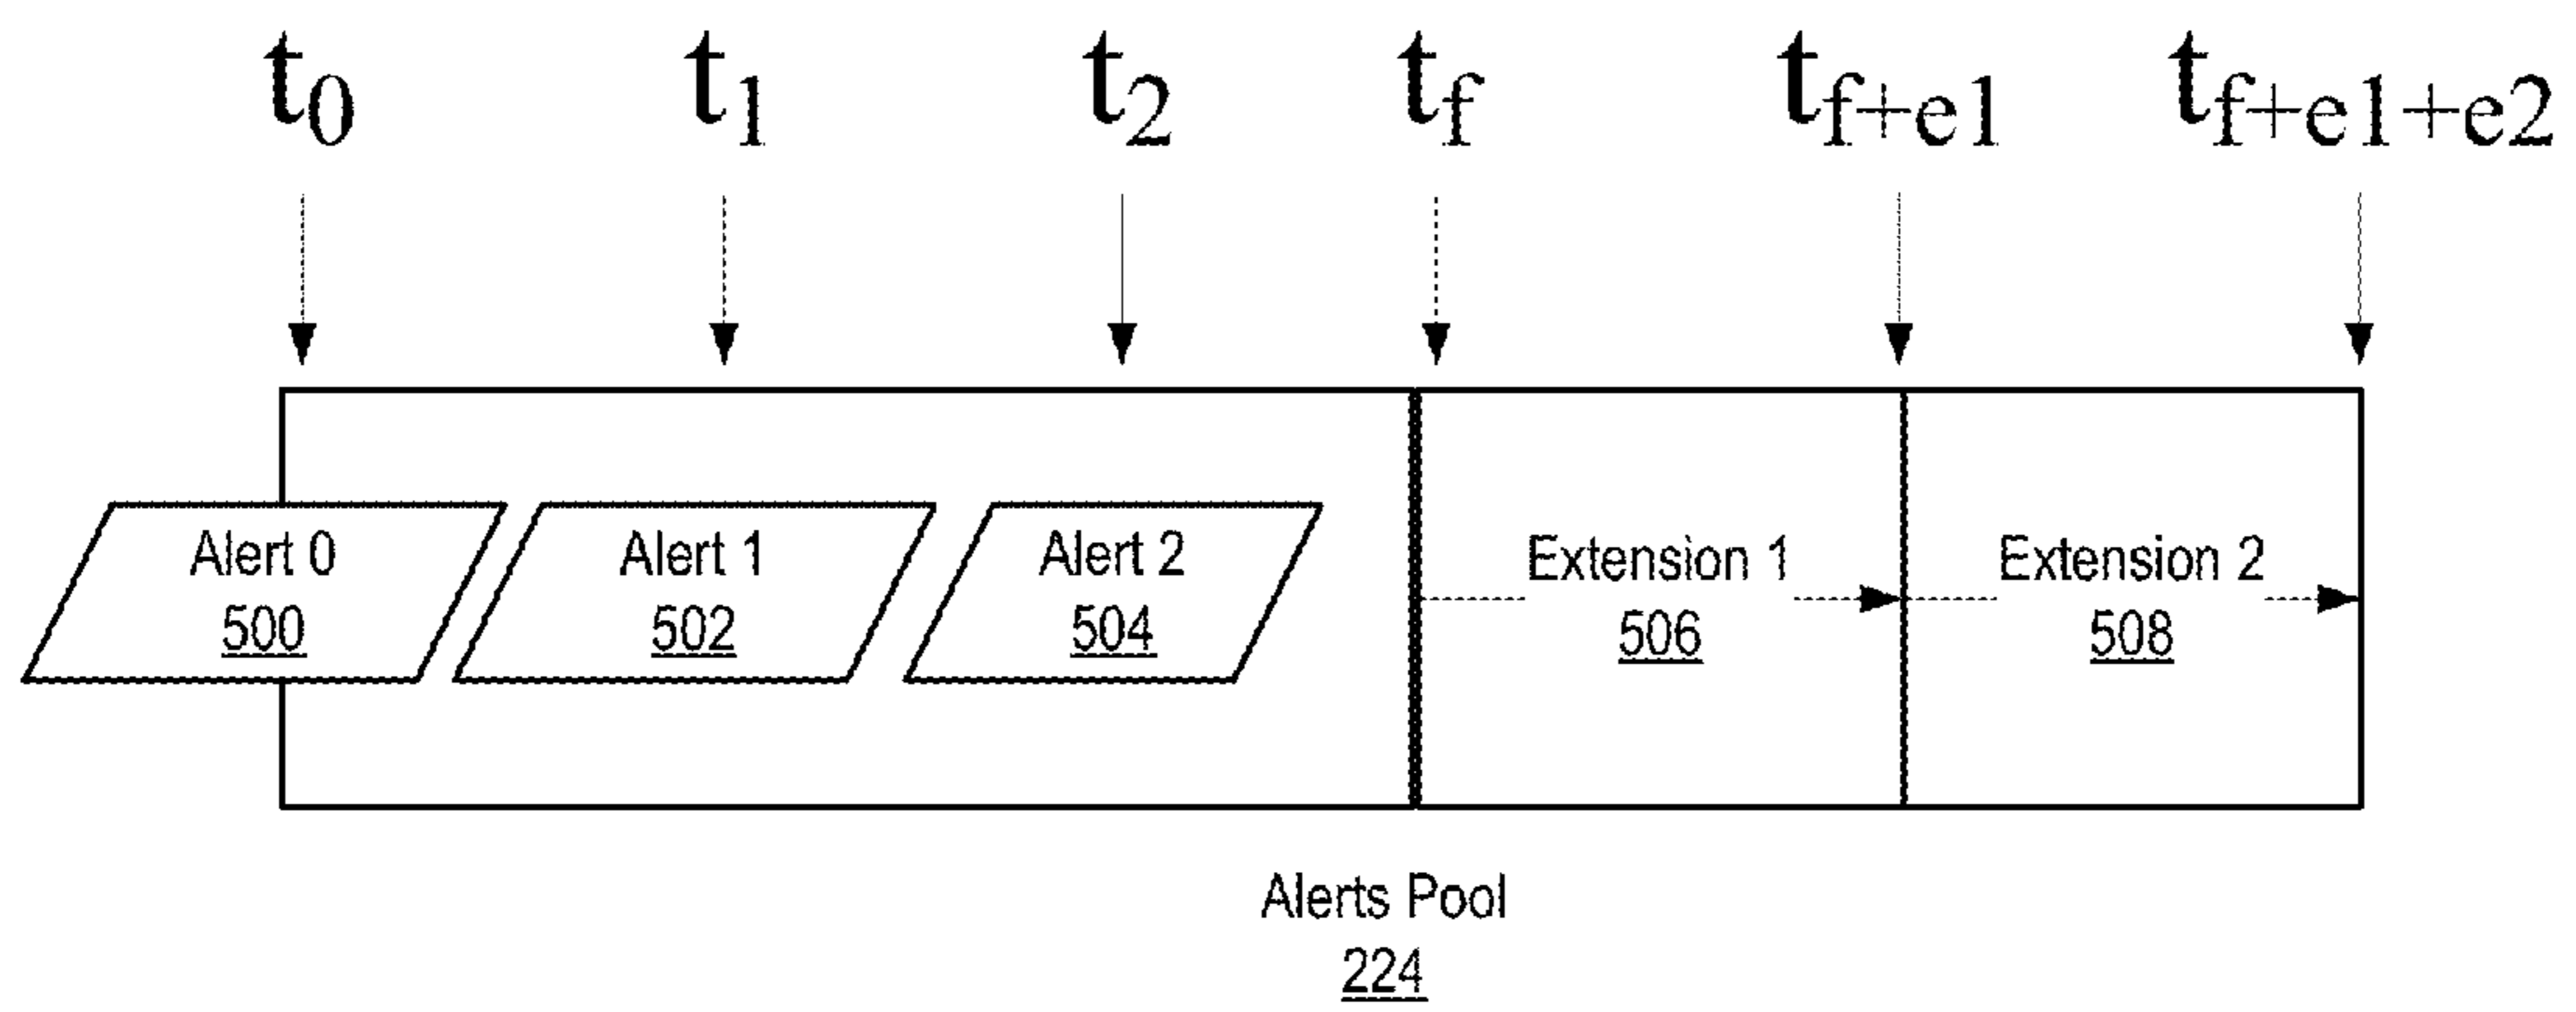 t0 t1 t2 tf tf+e1 tf+e1+e2
Alert 0
500
Alert 1
502
Alert 2
504
Extension 1
506
Extension 2
508
Alerts Pool
224